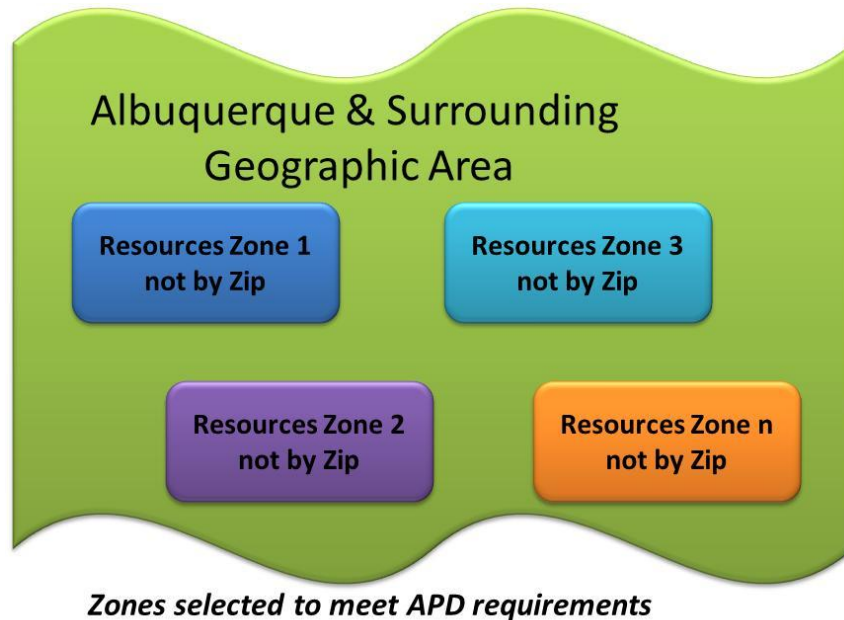 Albuquerque & Surrounding
Geographic Area
Resources Zone 1
not by Zip
Resources Zone 3
not by Zip
Resources Zone 2
not by Zip
Resources Zone n
not by Zip
Zones selected to meet APD requirements